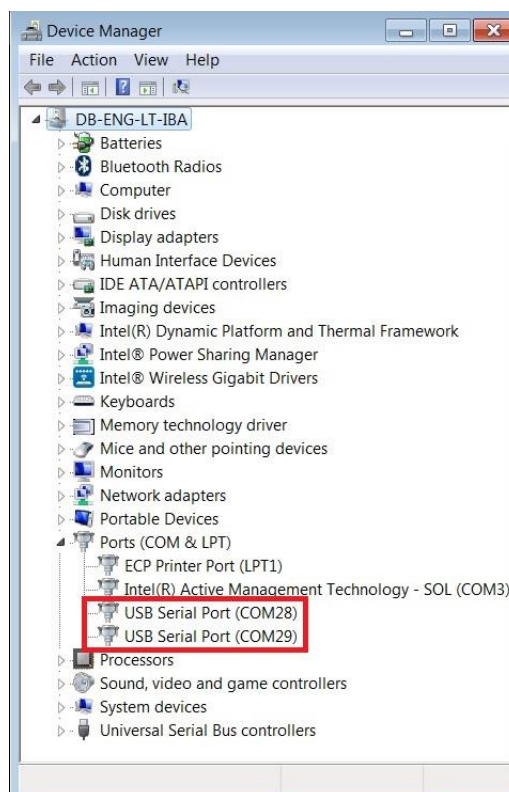 Device Manager
File Action View Help
DB-ENG-LT-IBA
Batteries
Bluetooth Radios
Computer
Disk drives
Display adapters
Human Interface Devices
IDE ATA/ATAPI controllers
Imaging devices
Intel(R) Dynamic Platform and Thermal Framework
Intel® Power Sharing Manager
Intel® Wireless Gigabit Drivers
Keyboards
Memory technology driver
Mice and other pointing devices
Monitors
Network adapters
Portable Devices
Ports (COM & LPT)
ECP Printer Port (LPT1)
Intel(R) Active Management Technology - SOL (COM3)
USB Serial Port (COM28)
USB Serial Port (COM29)
Processors
Sound, video and game controllers
System devices
Universal Serial Bus controllers